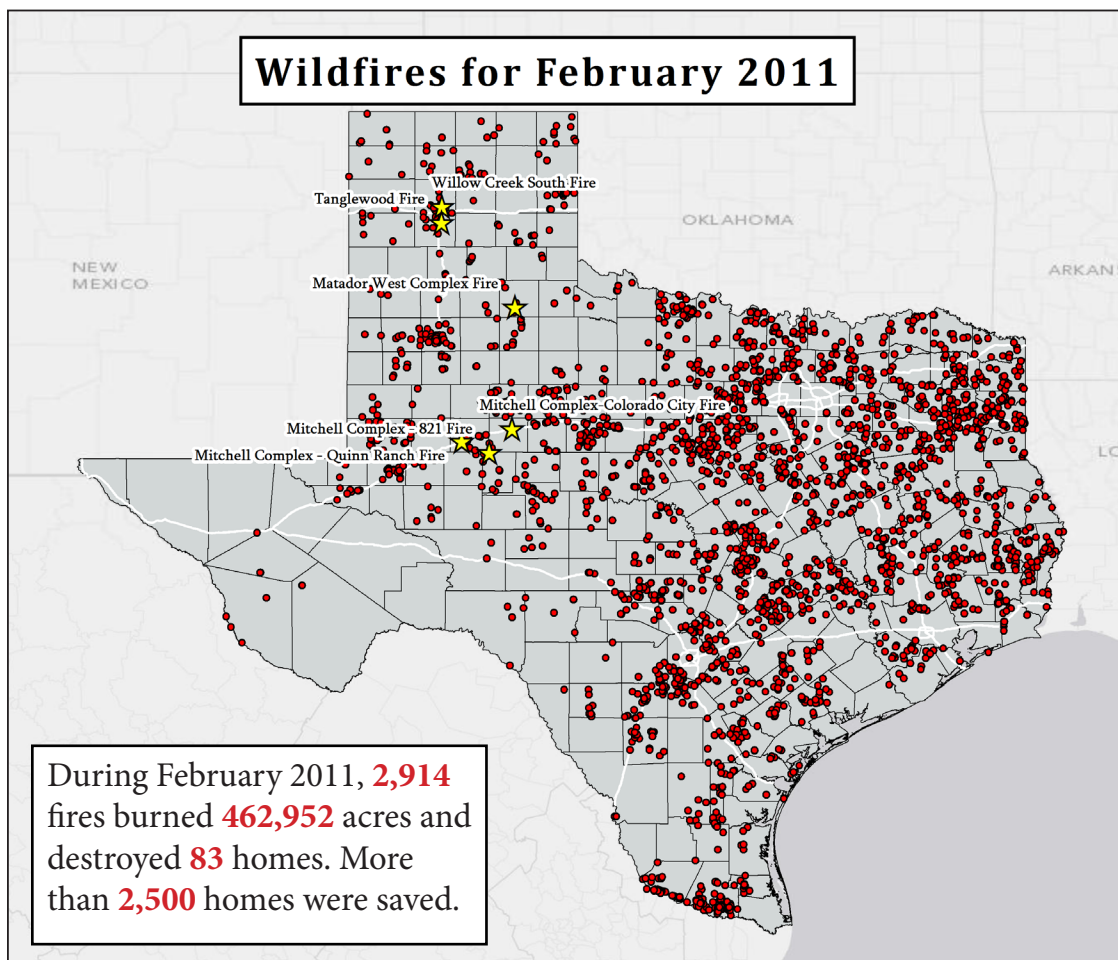 Wildfires for February 2011
Willow Creek South Fire
Tanglewood Fire
OKLAHOMA
NEW
MEXICO
ARKAN
Matador West Complex Fire
Mitchell Complex-Colorado City Fire
Mitchell Complex - 821 Fire
Mitchell Complex - Quinn Ranch Fire
LO
During February 2011, 2,914
fires burned 462,952 acres and
destroyed 83 homes. More
than 2,500 homes were saved.